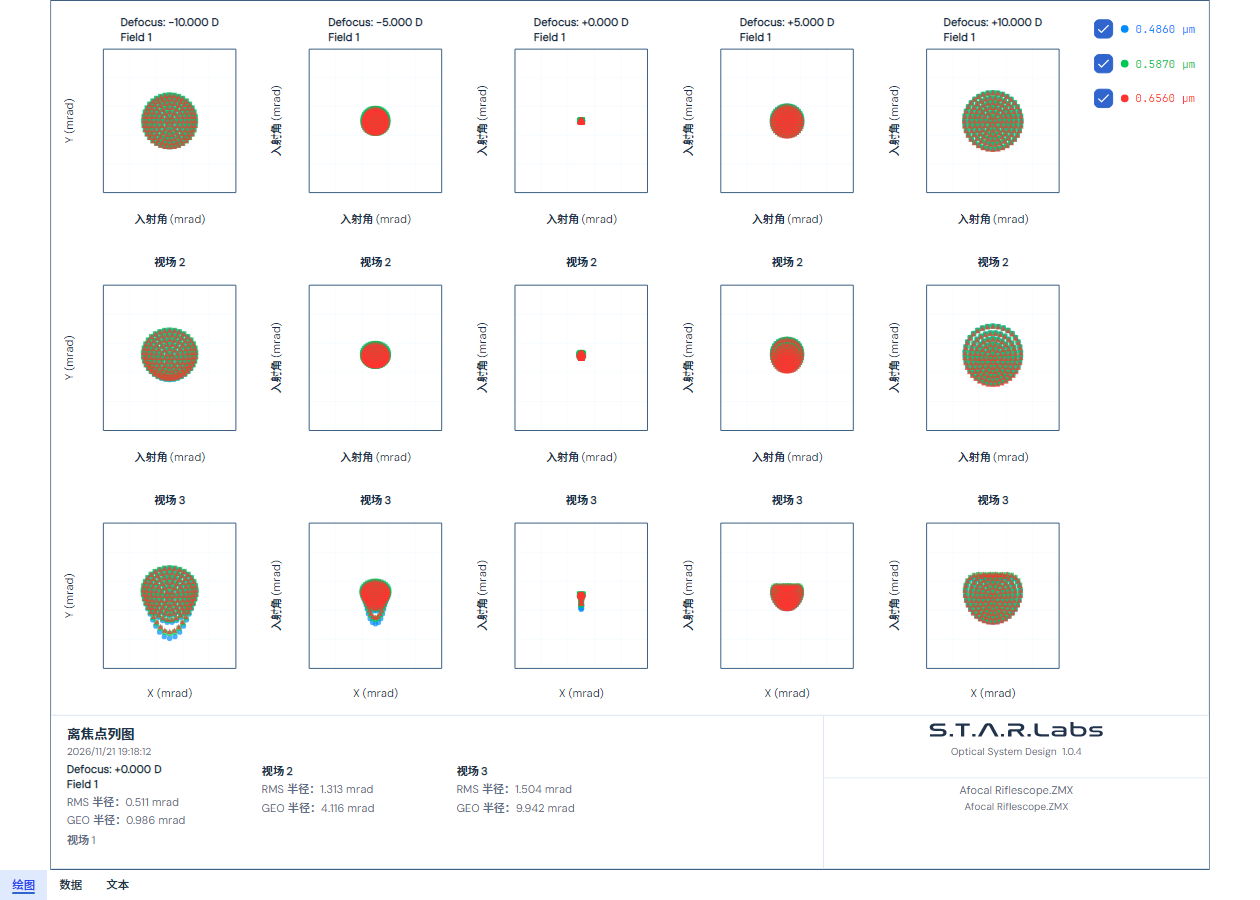 Defocus: -10.000 D
Field 1
Defocus: -5.000 D
Field 1
Defocus: +0.000 D
Field 1
Defocus: +5.000 D
Field 1
Defocus: +10.000 D
Field 1
0.4860 µm
0.5870 µm
0.6560 µm
Y (mrad)
入射角 (mrad)
入射角 (mrad)
入射角 (mrad)
入射角 (mrad)
入射角 (mrad)
入射角 (mrad)
入射角 (mrad)
入射角 (mrad)
入射角 (mrad)
视场 2
视场 2
视场 2
视场 2
视场 2
Y (mrad)
入射角 (mrad)
入射角 (mrad)
入射角 (mrad)
入射角 (mrad)
入射角 (mrad)
入射角 (mrad)
入射角 (mrad)
入射角 (mrad)
入射角 (mrad)
视场 3
视场 3
视场 3
视场 3
视场 3
Y (mrad)
入射角 (mrad)
入射角 (mrad)
入射角 (mrad)
入射角 (mrad)
X (mrad)
X (mrad)
X (mrad)
X (mrad)
X (mrad)
离焦点列图
2026/11/21 19:18:12
Defocus: +0.000 D
Field 1
RMS 半径: 0.511 mrad
GEO 半径: 0.986 mrad
视场 1
视场 2
RMS 半径: 1.313 mrad
GEO 半径: 4.116 mrad
视场 3
RMS 半径: 1.504 mrad
GEO 半径: 9.942 mrad
S.T.A.R.Labs
Optical System Design 1.0.4
Afocal Riflescope.ZMX
Afocal Riflescope.ZMX
绘图 数据 文本